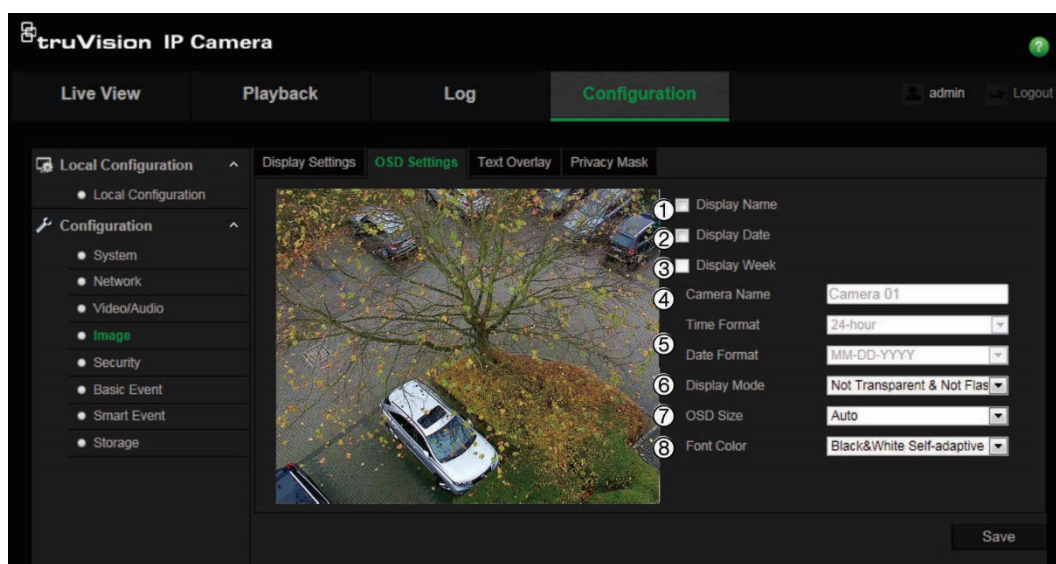 truVision IP Camera
?
Live View Playback Log Configuration admin Logout
Local Configuration
Local Configuration
Configuration
System
Network
Video/Audio
Image
Security
Basic Event
Smart Event
Storage
Display Settings OSD Settings Text Overlay Privacy Mask
1 Display Name
2 Display Date
3 Display Week
4 Camera Name Camera 01
Time Format 24-hour
5
Date Format MM-DD-YYYY
6 Display Mode Not Transparent & Not Flas
7 OSD Size Auto
8 Font Color Black&White Self-adaptive
Save